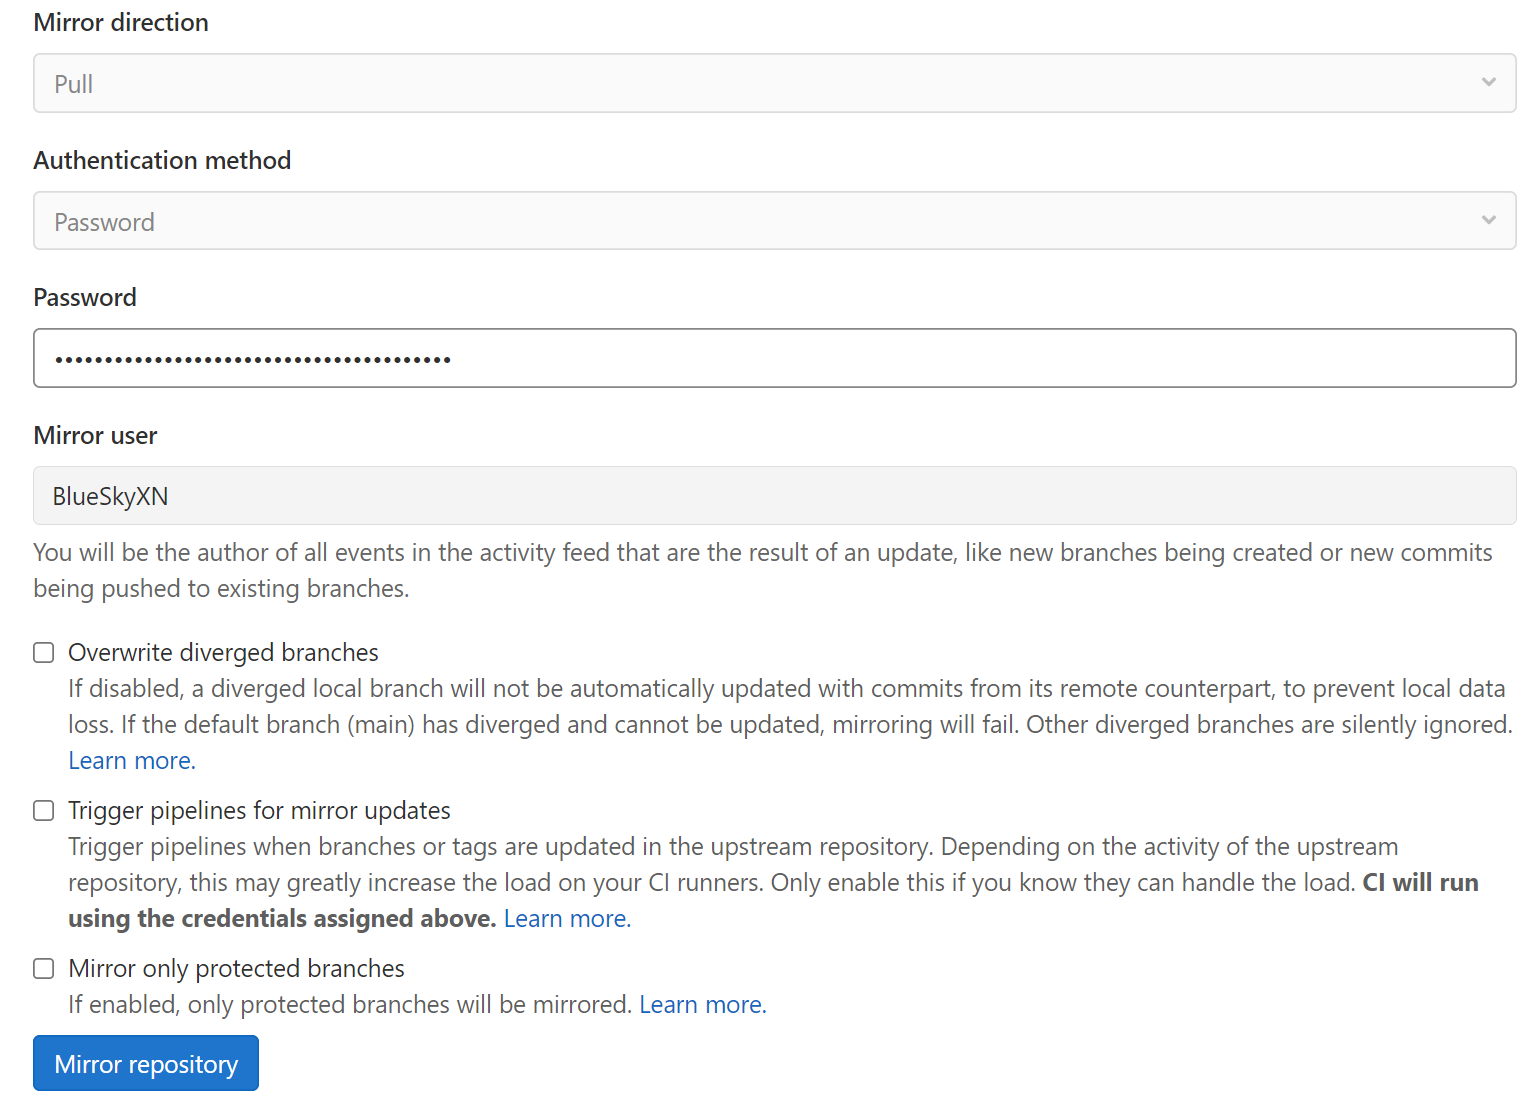 Mirror direction
Pull
Authentication method
Password
Password
••••••••••••••••••••••••••••••••••••••••
Mirror user
BlueSkyXN
You will be the author of all events in the activity feed that are the result of an update, like new branches being created or new commits
being pushed to existing branches.
Overwrite diverged branches
If disabled, a diverged local branch will not be automatically updated with commits from its remote counterpart, to prevent local data
loss. If the default branch (main) has diverged and cannot be updated, mirroring will fail. Other diverged branches are silently ignored.
Learn more.
Trigger pipelines for mirror updates
Trigger pipelines when branches or tags are updated in the upstream repository. Depending on the activity of the upstream
repository, this may greatly increase the load on your CI runners. Only enable this if you know they can handle the load. CI will run
using the credentials assigned above. Learn more.
Mirror only protected branches
If enabled, only protected branches will be mirrored. Learn more.
Mirror repository